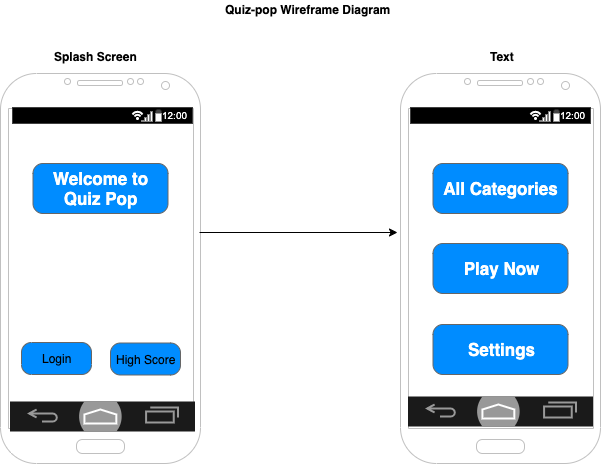 Quiz-pop Wireframe Diagram
Splash Screen
Text
12:00
12:00
Welcome to
Quiz Pop
All Categories
Play Now
Login
High Score
Settings